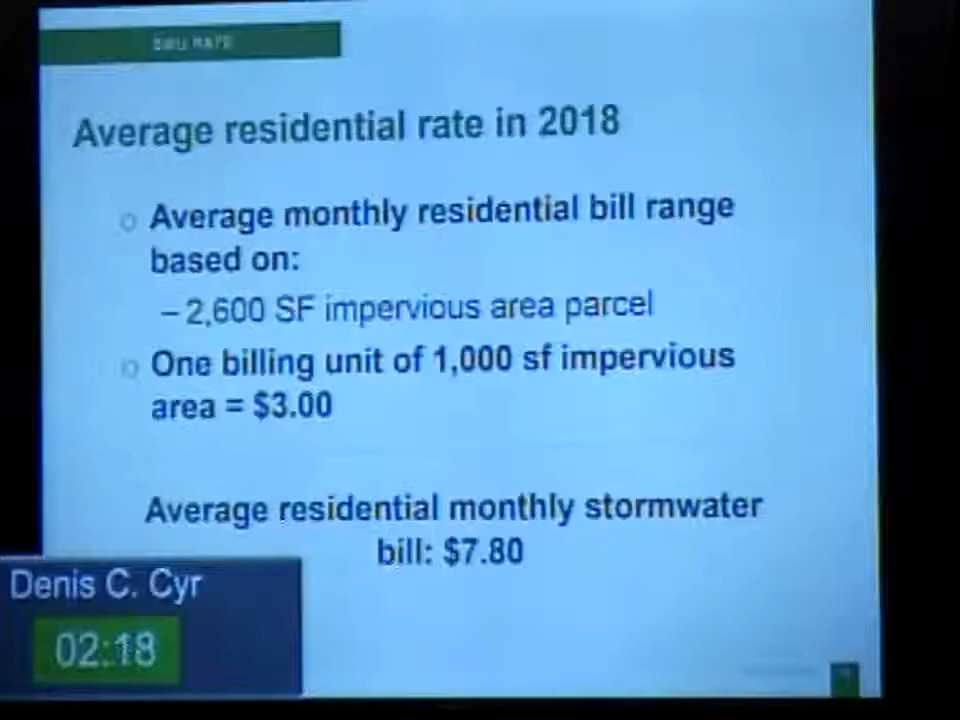 Average residential rate in 2018
o Average monthly residential bill range
based on:
– 2,600 SF impervious area parcel
o One billing unit of 1,000 sf impervious
area = $3.00
Average residential monthly stormwater
bill: $7.80
Denis C. Cyr
02:18